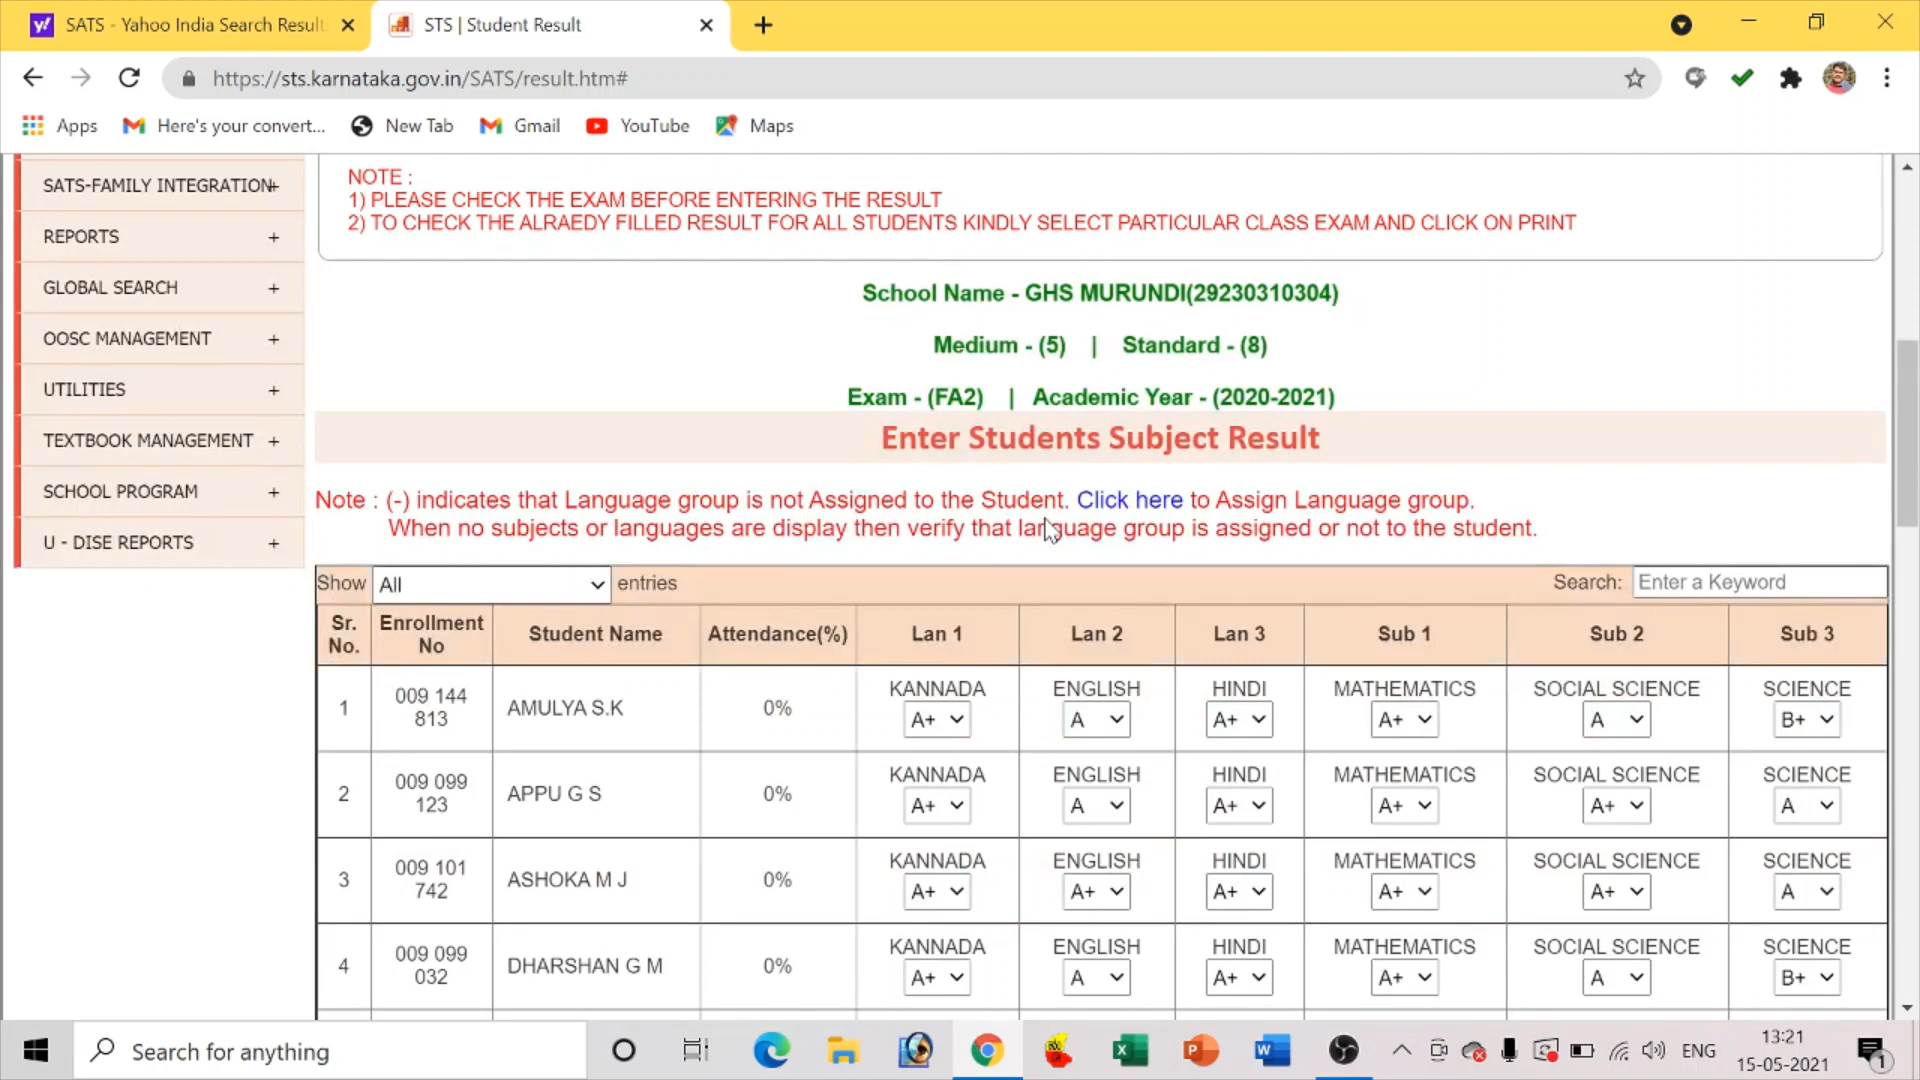 SATS - Yahoo India Search Result
STS | Student Result
https://sts.karnataka.gov.in/SATS/result.htm#
Apps
Here's your convert...
New Tab
Gmail
YouTube
Maps
SATS-FAMILY INTEGRATION+
REPORTS +
GLOBAL SEARCH +
OOSC MANAGEMENT +
UTILITIES +
TEXTBOOK MANAGEMENT +
SCHOOL PROGRAM +
U - DISE REPORTS +
NOTE :
1) PLEASE CHECK THE EXAM BEFORE ENTERING THE RESULT
2) TO CHECK THE ALRAEDY FILLED RESULT FOR ALL STUDENTS KINDLY SELECT PARTICULAR CLASS EXAM AND CLICK ON PRINT
School Name - GHS MURUNDI(29230310304)
Medium - (5) | Standard - (8)
Exam - (FA2) | Academic Year - (2020-2021)
Enter Students Subject Result
Note : (-) indicates that Language group is not Assigned to the Student. Click here to Assign Language group.
When no subjects or languages are display then verify that language group is assigned or not to the student.
Show All entries
Search: Enter a Keyword
Sr. No. Enrollment No Student Name Attendance(%) Lan 1 Lan 2 Lan 3 Sub 1 Sub 2 Sub 3
KANNADA ENGLISH HINDI MATHEMATICS SOCIAL SCIENCE SCIENCE
1 009 144 813 AMULYA S.K 0% A+ A A+ A+ A B+
KANNADA ENGLISH HINDI MATHEMATICS SOCIAL SCIENCE SCIENCE
2 009 099 123 APPU G S 0% A+ A A+ A+ A+ A
KANNADA ENGLISH HINDI MATHEMATICS SOCIAL SCIENCE SCIENCE
3 009 101 742 ASHOKA M J 0% A+ A+ A+ A+ A+ A
KANNADA ENGLISH HINDI MATHEMATICS SOCIAL SCIENCE SCIENCE
4 009 099 032 DHARSHAN G M 0% A+ A A+ A+ A B+
Search for anything
ENG
13:21
15-05-2021
1